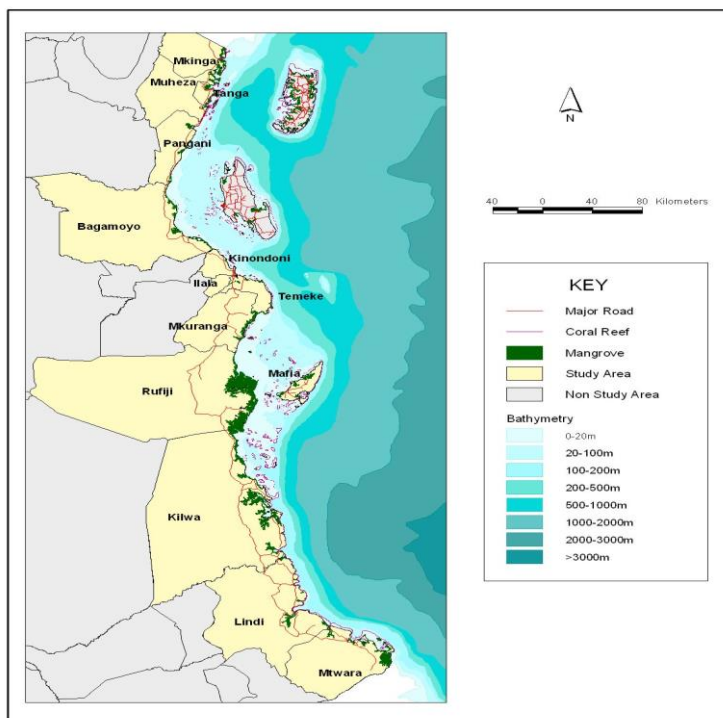 Mkinga
Muheza
Tanga
Pangani
Bagamoyo
Kinondoni
Ilala
Temeke
Mkuranga
Mafia
Rufiji
Kilwa
Lindi
Mtwara
N
40 0 40 80 Kilometers
KEY
Major Road
Coral Reef
Mangrove
Study Area
Non Study Area
Bathymetry
0-20m
20-100m
100-200m
200-500m
500-1000m
1000-2000m
2000-3000m
>3000m